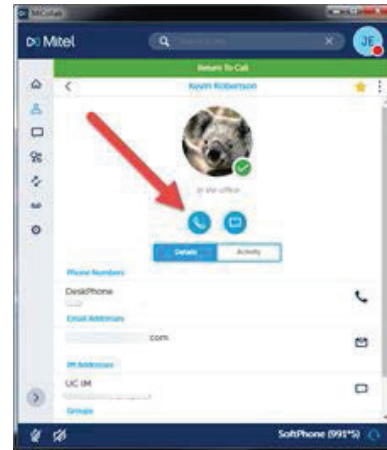 MiCollab
Mitel
JE
Return To Call
Kevin Robertson
In the office
Details Activity
Phone Numbers
DeskPhone
Email Addresses
.com
IM Addresses
UC IM
Groups
SoftPhone (991*5)